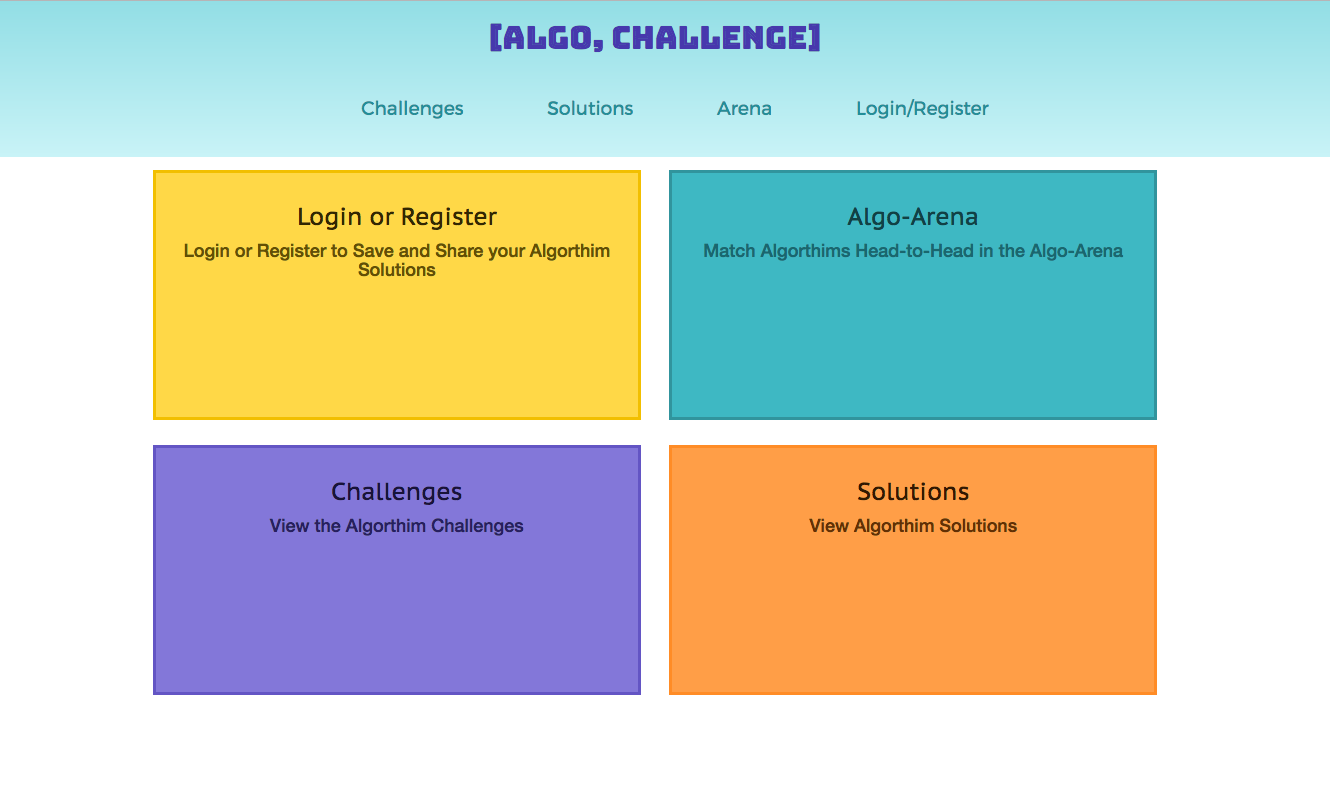 [ALGO, CHALLENGE]
Challenges Solutions Arena Login/Register
Login or Register
Login or Register to Save and Share your Algorthim
Solutions
Algo-Arena
Match Algorthims Head-to-Head in the Algo-Arena
Challenges
View the Algorthim Challenges
Solutions
View Algorthim Solutions